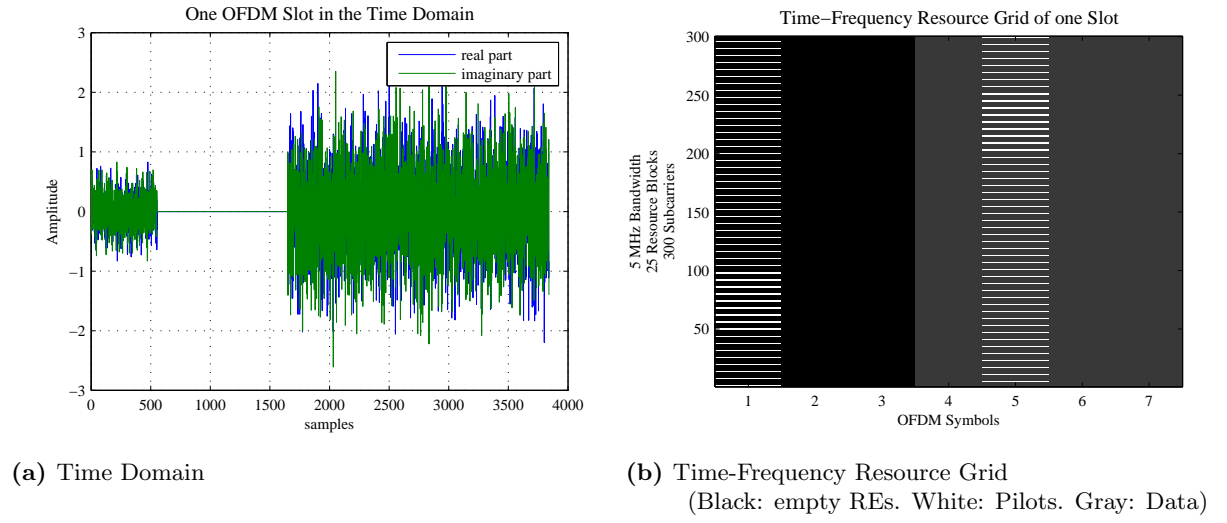 One OFDM Slot in the Time Domain
3
2
1
0
−1
−2
−3
Amplitude
real part
imaginary part
0 500 1000 1500 2000 2500 3000 3500 4000
samples
(a) Time Domain
Time−Frequency Resource Grid of one Slot
300
250
200
150
100
50
5 MHz Bandwidth
25 Resource Blocks
300 Subcarriers
1 2 3 4 5 6 7
OFDM Symbols
(b) Time-Frequency Resource Grid
(Black: empty REs. White: Pilots. Gray: Data)